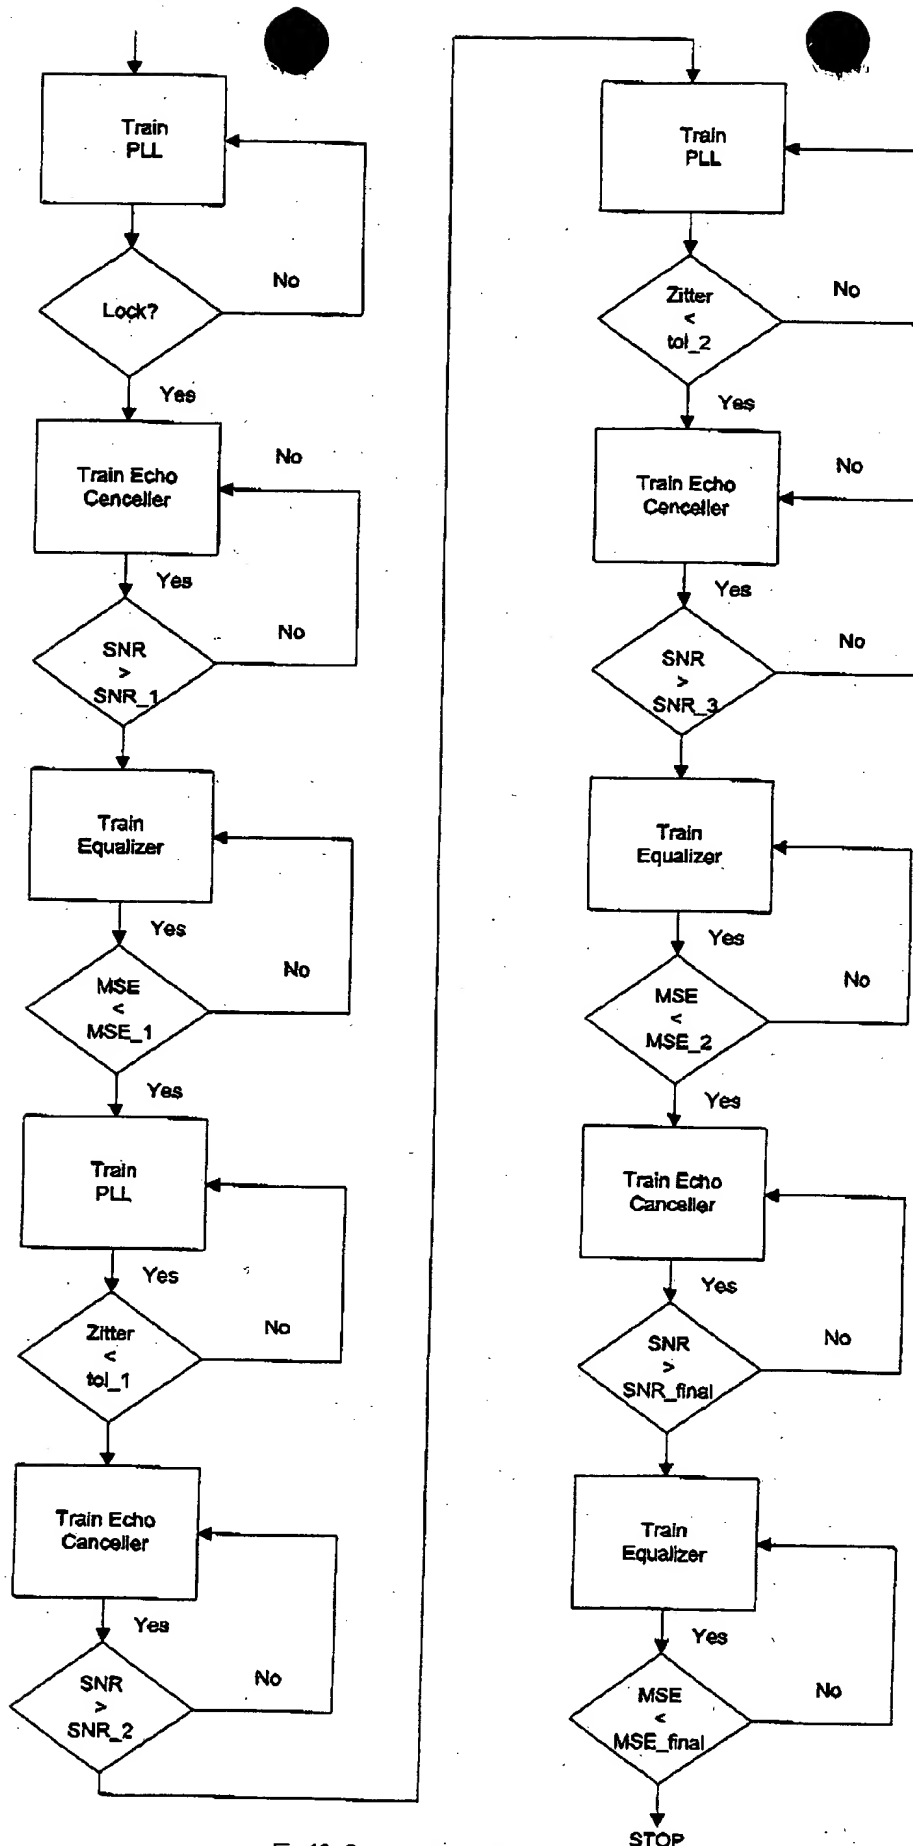 Train
PLL
Lock?
No
Yes
Train Echo
Cenceller
No
Yes
SNR
>
SNR_1
No
Train
Equalizer
Yes
MSE
<
MSE_1
No
Yes
Train
PLL
Yes
Zitter
<
tol_1
No
Train Echo
Canceller
Yes
SNR
>
SNR_2
No
Train
PLL
Zitter
<
tol_2
No
Yes
Train Echo
Cenceller
No
Yes
SNR
>
SNR_3
No
Train
Equalizer
Yes
MSE
<
MSE_2
No
Yes
Train Echo
Canceller
Yes
SNR
>
SNR_final
No
Train
Equalizer
Yes
MSE
<
MSE_final
No
STOP